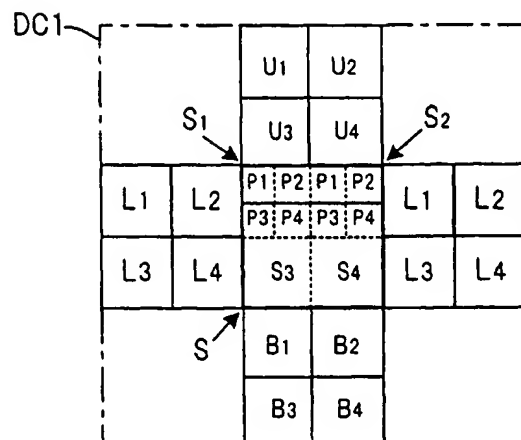 DC1
U1 U2
S1 U3 U4 S2
P1 P2 P1 P2
L1 L2 L1 L2
P3 P4 P3 P4
L3 L4 S3 S4 L3 L4
S B1 B2
B3 B4